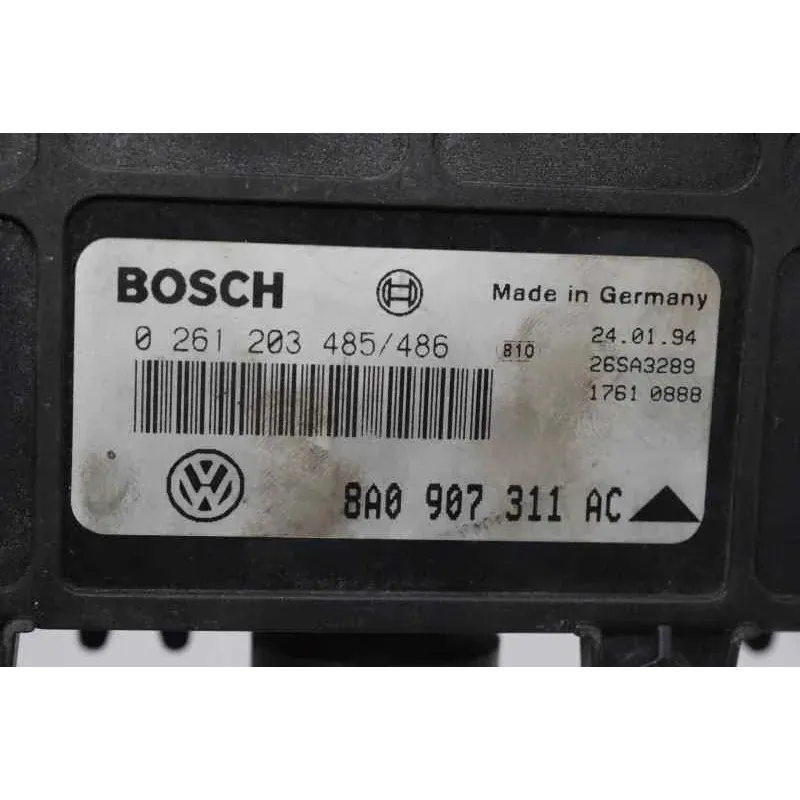 BOSCH
Made in Germany
0 261 203 485/486
810
24.01.94
26SA3289
1761 0888
VW
8A0 907 311 AC